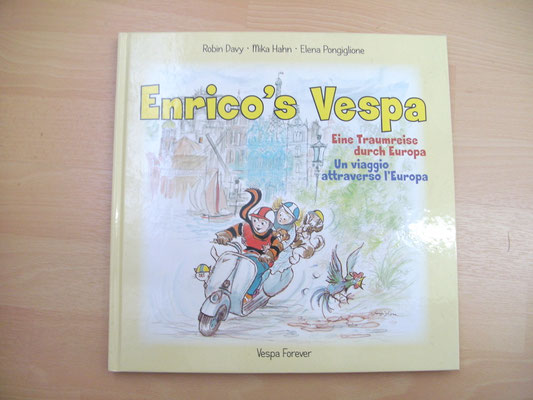 Robin Davy • Mika Hahn • Elena Pongiglione
Enrico's Vespa
Eine Traumreise
durch Europa
Un viaggio
attraverso l'Europa
Vespa Forever